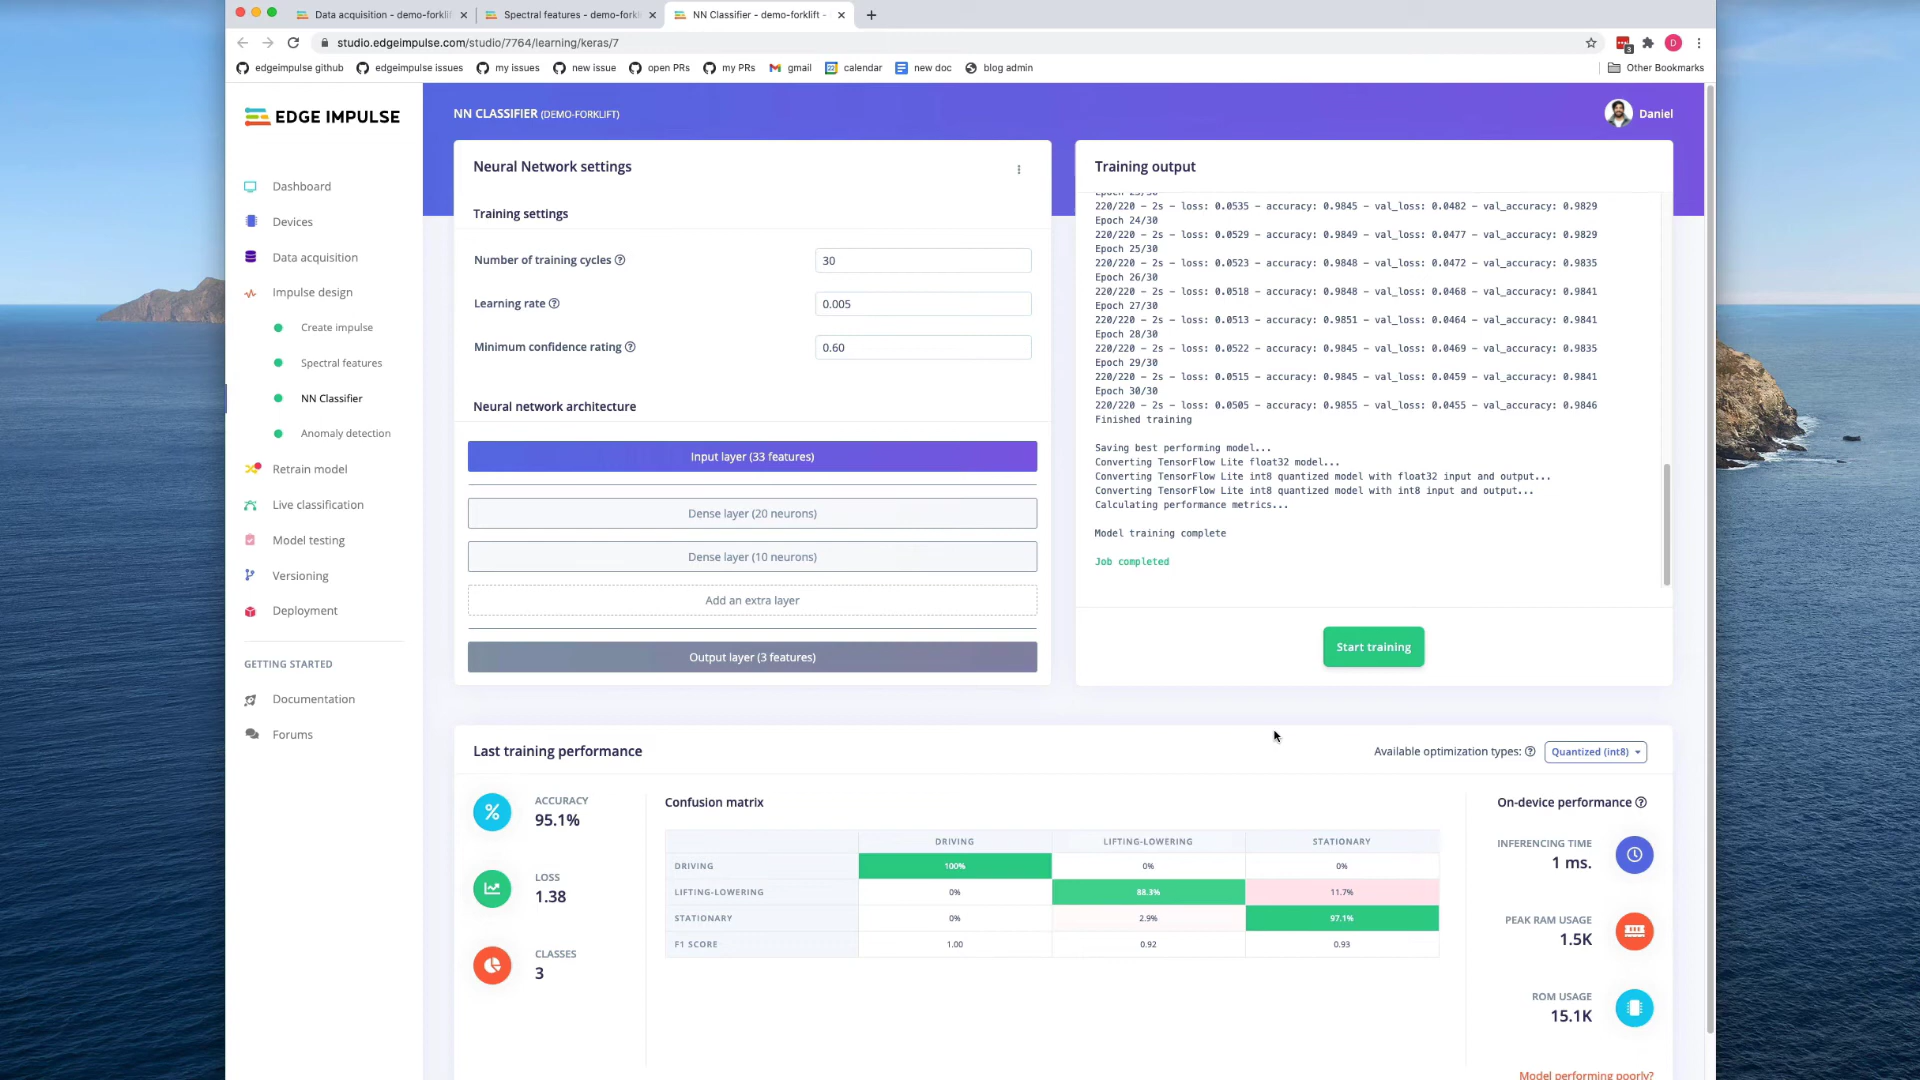 Data acquisition - demo-forklif
Spectral features - demo-forkl
NN Classifier - demo-forklift -
studio.edgeimpulse.com/studio/7764/learning/keras/7
3
D
edgeimpulse github
edgeimpulse issues
my issues
new issue
open PRs
my PRs
gmail
calendar
new doc
blog admin
Other Bookmarks
EDGE IMPULSE
NN CLASSIFIER (DEMO-FORKLIFT)
Daniel
Dashboard
Devices
Data acquisition
Impulse design
Create impulse
Spectral features
NN Classifier
Anomaly detection
Retrain model
Live classification
Model testing
Versioning
Deployment
GETTING STARTED
Documentation
Forums
Neural Network settings
Training settings
Number of training cycles ?
30
Learning rate ?
0.005
Minimum confidence rating ?
0.60
Neural network architecture
Input layer (33 features)
Dense layer (20 neurons)
Dense layer (10 neurons)
Add an extra layer
Output layer (3 features)
Training output
Epoch 23/30
220/220 - 2s - loss: 0.0535 - accuracy: 0.9845 - val_loss: 0.0482 - val_accuracy: 0.9829
Epoch 24/30
220/220 - 2s - loss: 0.0529 - accuracy: 0.9849 - val_loss: 0.0477 - val_accuracy: 0.9829
Epoch 25/30
220/220 - 2s - loss: 0.0523 - accuracy: 0.9848 - val_loss: 0.0472 - val_accuracy: 0.9835
Epoch 26/30
220/220 - 2s - loss: 0.0518 - accuracy: 0.9848 - val_loss: 0.0468 - val_accuracy: 0.9841
Epoch 27/30
220/220 - 2s - loss: 0.0513 - accuracy: 0.9851 - val_loss: 0.0464 - val_accuracy: 0.9841
Epoch 28/30
220/220 - 2s - loss: 0.0522 - accuracy: 0.9845 - val_loss: 0.0469 - val_accuracy: 0.9835
Epoch 29/30
220/220 - 2s - loss: 0.0515 - accuracy: 0.9845 - val_loss: 0.0459 - val_accuracy: 0.9841
Epoch 30/30
220/220 - 2s - loss: 0.0505 - accuracy: 0.9855 - val_loss: 0.0455 - val_accuracy: 0.9846
Finished training
Saving best performing model...
Converting TensorFlow Lite float32 model...
Converting TensorFlow Lite int8 quantized model with float32 input and output...
Converting TensorFlow Lite int8 quantized model with int8 input and output...
Calculating performance metrics...
Model training complete
Job completed
Start training
Last training performance
Available optimization types: ? Quantized (int8)
ACCURACY
95.1%
LOSS
1.38
CLASSES
3
Confusion matrix
DRIVING LIFTING-LOWERING STATIONARY
DRIVING 100% 0% 0%
LIFTING-LOWERING 0% 88.3% 11.7%
STATIONARY 0% 2.9% 97.1%
F1 SCORE 1.00 0.92 0.93
On-device performance ?
INFERENCING TIME
1 ms.
PEAK RAM USAGE
1.5K
ROM USAGE
15.1K
Model performing poorly?